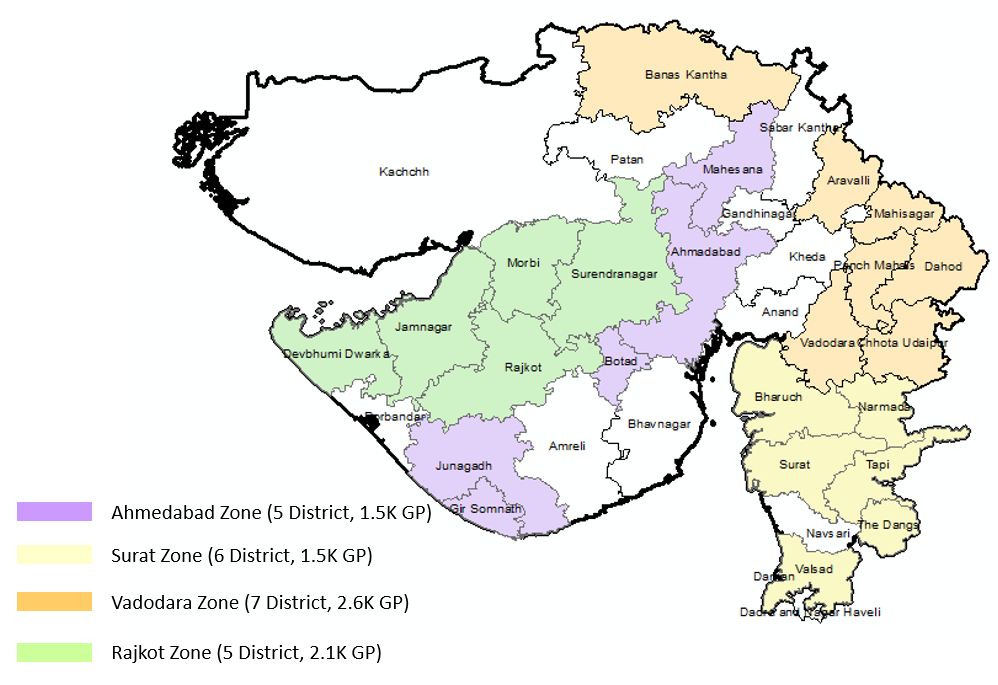 Banas Kantha
Sabar Kantha
Patan
Mahesana
Kachchh
Aravalli
Gandhinagar
Mahisagar
Ahmadabad
Kheda
Morbi
Surendranagar
Panch Mahals
Dahod
Anand
Jamnagar
Devbhumi Dwarka
Vadodara
Chhota Udaipur
Botad
Rajkot
Bharuch
Narmada
Porbandar
Bhavnagar
Amreli
Junagadh
Surat
Tapi
Gir Somnath
Ahmedabad Zone (5 District, 1.5K GP)
The Dangs
Navsari
Surat Zone (6 District, 1.5K GP)
Valsad
Daman
Vadodara Zone (7 District, 2.6K GP)
Dadra and Nagar Haveli
Rajkot Zone (5 District, 2.1K GP)